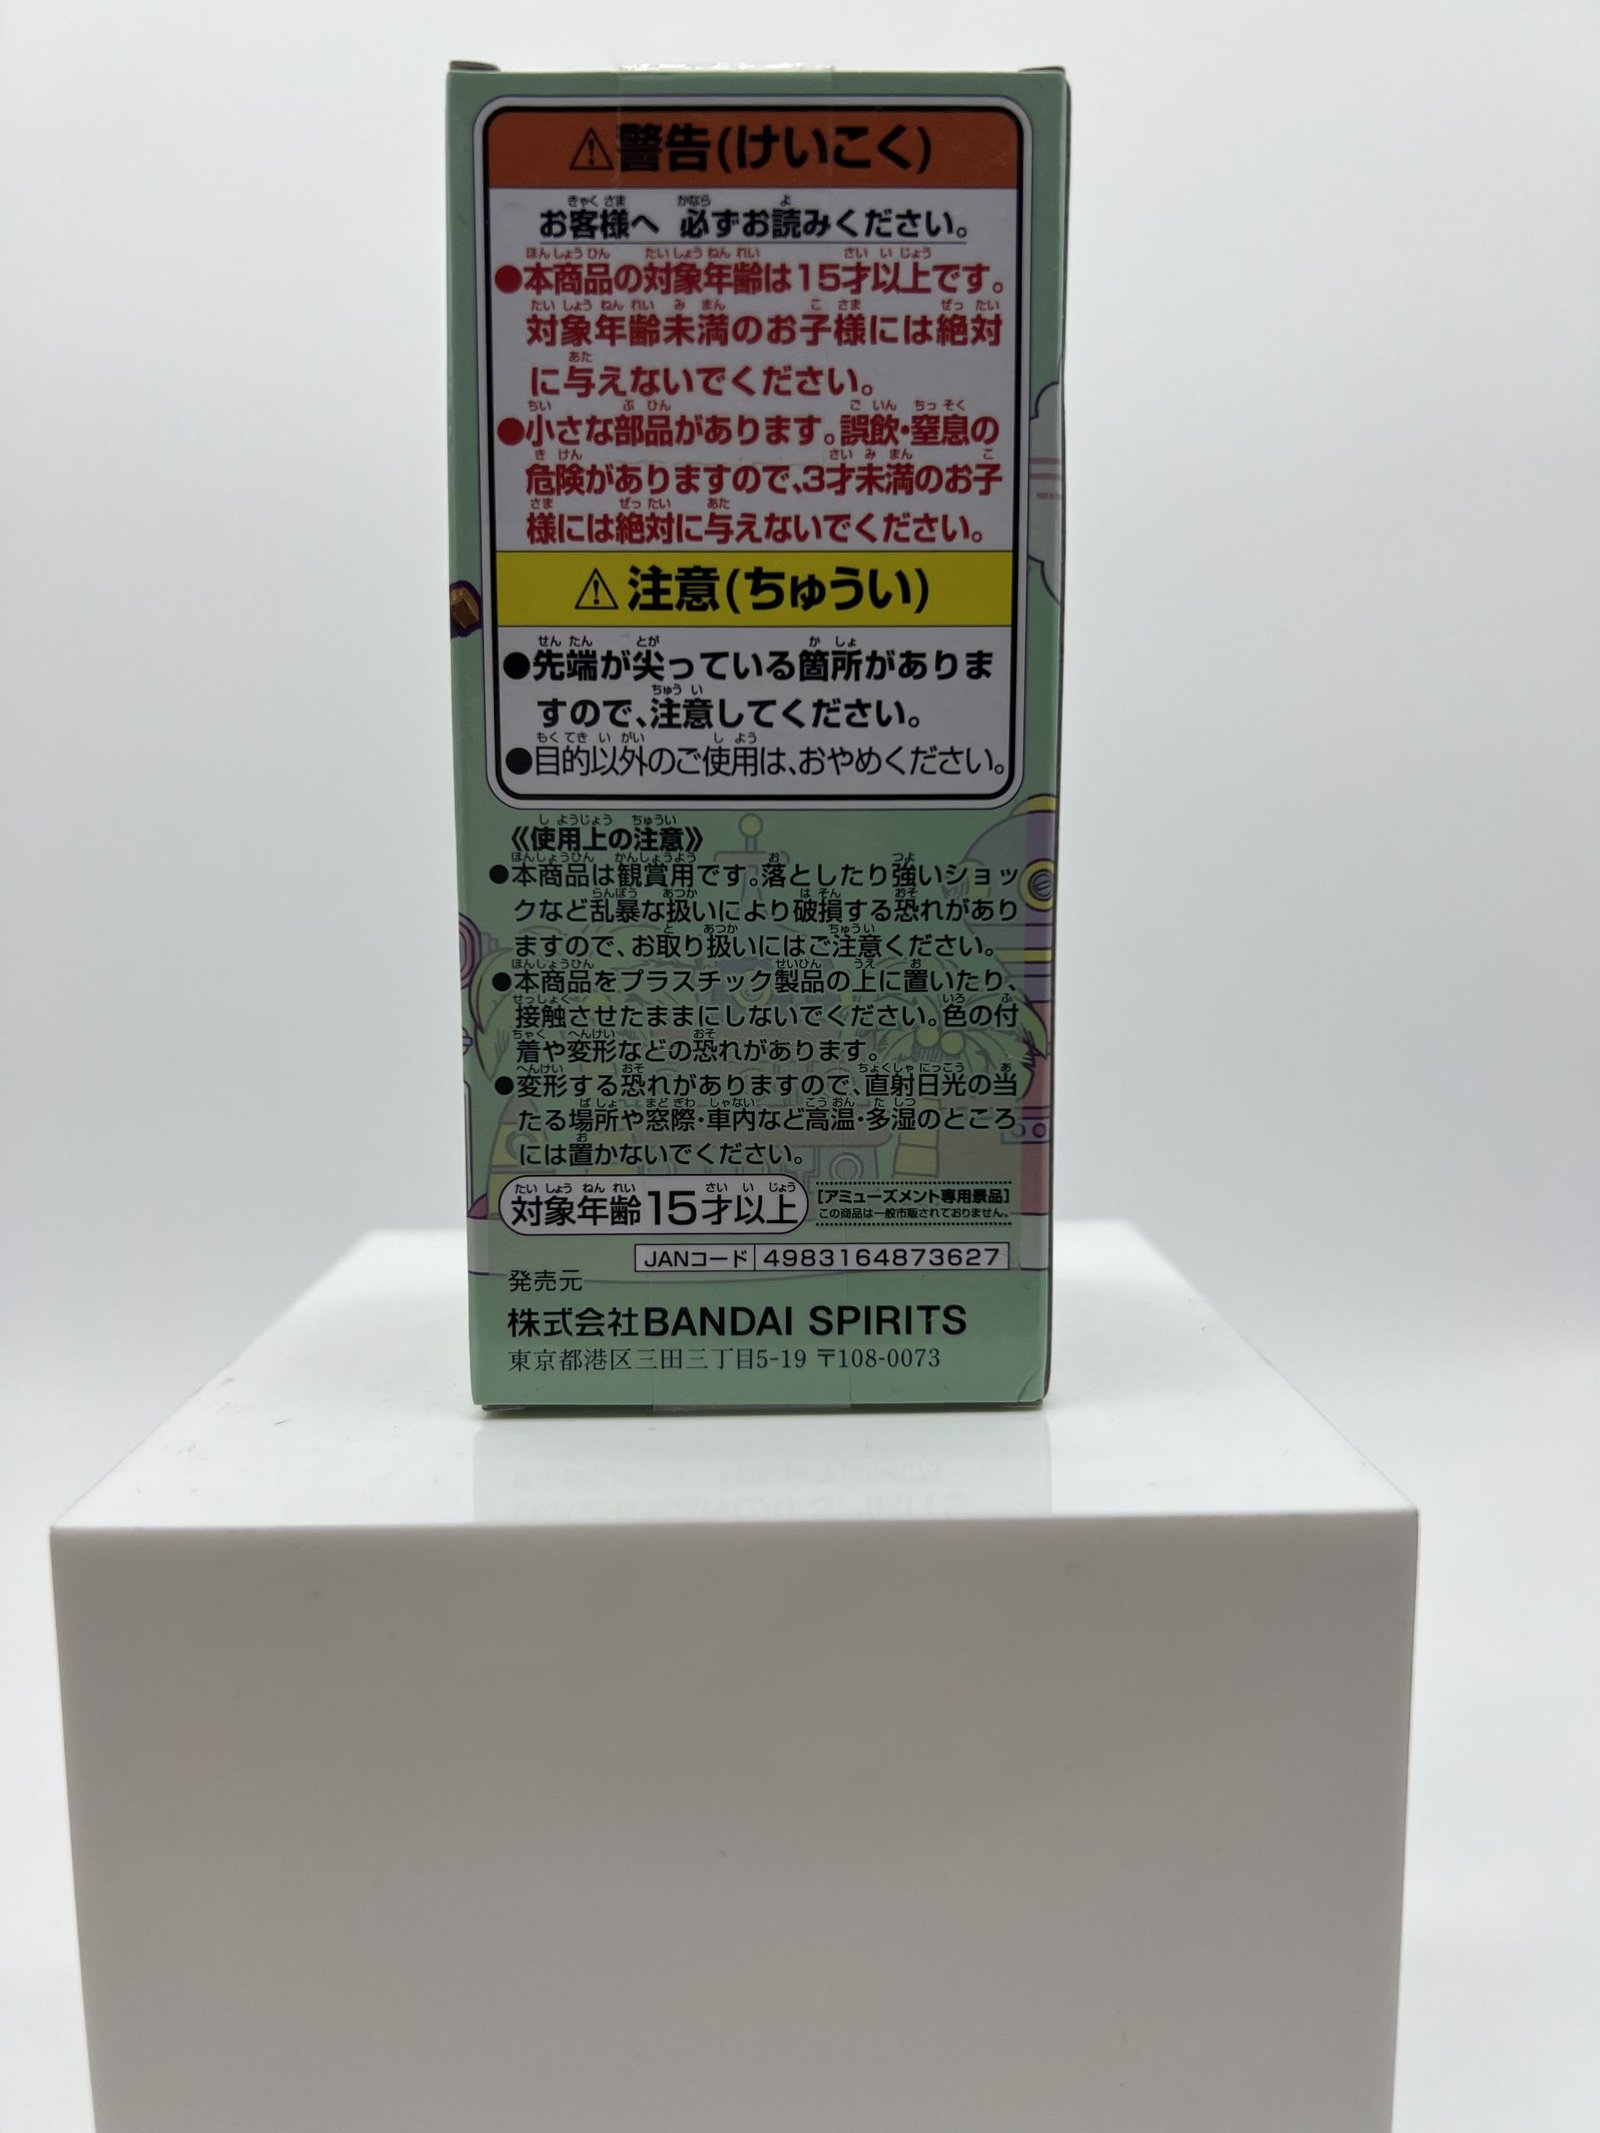 ⚠警告(けいこく)
お客様へ 必ずお読みください。
●本商品の対象年齢は15才以上です。
対象年齢未満のお子様には絶対
に与えないでください。
●小さな部品があります。誤飲・窒息の
危険がありますので、3才未満のお子
様には絶対に与えないでください。
⚠注意(ちゅうい)
●先端が尖っている箇所がありま
すので、注意してください。
●目的以外のご使用は、おやめください。
《使用上の注意》
●本商品は観賞用です。落としたり強いショッ
クなど乱暴な扱いにより破損する恐れがあり
ますので、お取り扱いにはご注意ください。
●本商品をプラスチック製品の上に置いたり、
接触させたままにしないでください。色の付
着や変形などの恐れがあります。
●変形する恐れがありますので、直射日光の当
たる場所や窓際・車内など高温・多湿のところ
には置かないでください。
対象年齢15才以上
[アミューズメント専用景品]
この商品は一般市販されておりません。
JANコード 4983164873627
発売元
株式会社BANDAI SPIRITS
東京都港区三田三丁目5-19 〒108-0073